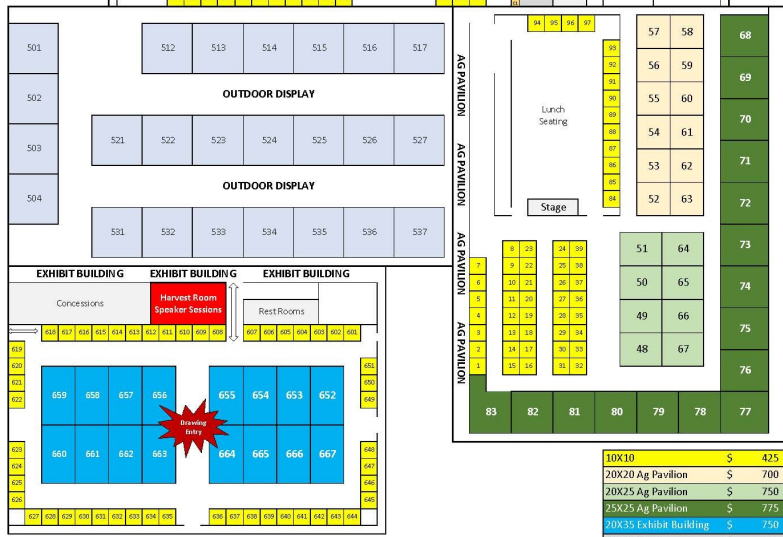 501
512 513 514 515 516 517
502
OUTDOOR DISPLAY
503
521 522 523 524 525 526 527
504
OUTDOOR DISPLAY
531 532 533 534 535 536 537
EXHIBIT BUILDING EXHIBIT BUILDING EXHIBIT BUILDING
Concessions
Harvest Room
Speaker Sessions
Rest Rooms
618 617 616 615 614 613 612 611 610 609 608
607 606 605 604 603 602 601
619
620
621
622
659 658 657 656
655 654 653 652
651
650
649
Drawing
Entry
660 661 662 663
664 665 666 667
623
624
625
626
648
647
646
645
627 628 629 630 631 632 633 634 635
636 637 638 639 640 641 642 643 644
AG PAVILION
AG PAVILION
AG PAVILION
AG PAVILION
94 95 96 97
93
92
91
90
89
88
87
86
85
84
Lunch
Seating
Stage
57 58
56 59
55 60
54 61
53 62
52 63
68
69
70
71
72
73
74
75
76
7
6
5
4
3
2
1
8 23
9 22
10 21
11 20
12 19
13 18
14 17
15 16
24 39
25 38
26 37
27 36
28 35
29 34
30 33
31 32
51 64
50 65
49 66
48 67
83 82 81 80 79 78 77
10X10 $ 425
20X20 Ag Pavilion $ 700
20X25 Ag Pavilion $ 750
25X25 Ag Pavilion $ 775
20X35 Exhibit Building $ 750